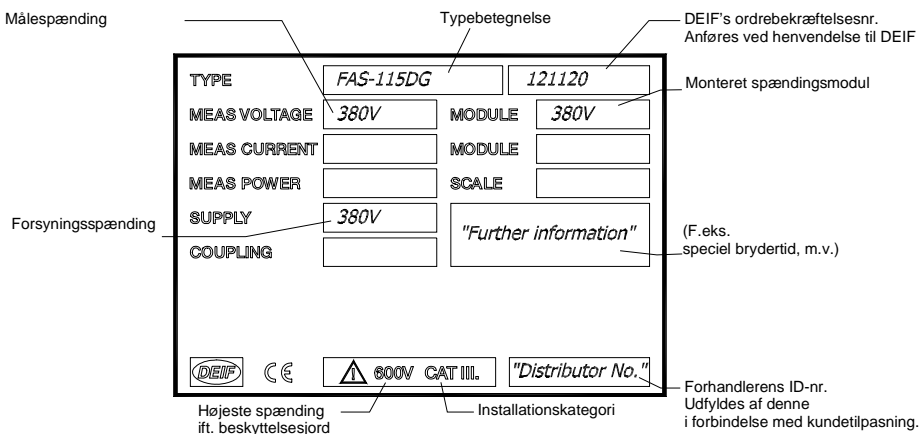 Målespænding
Typebetegnelse
DEIF's ordrebekræftelsesnr.
Anføres ved henvendelse til DEIF
TYPE FAS-115DG 121120
Monteret spændingsmodul
MEAS VOLTAGE 380V MODULE 380V
MEAS CURRENT MODULE
MEAS POWER SCALE
Forsyningsspænding
SUPPLY 380V
"Further information"
(F.eks.
speciel brydertid, m.v.)
COUPLING
DEIF CE 600V CAT III. "Distributor No."
Højeste spænding
ift. beskyttelsesjord
Installationskategori
Forhandlerens ID-nr.
Udfyldes af denne
i forbindelse med kundetilpasning.